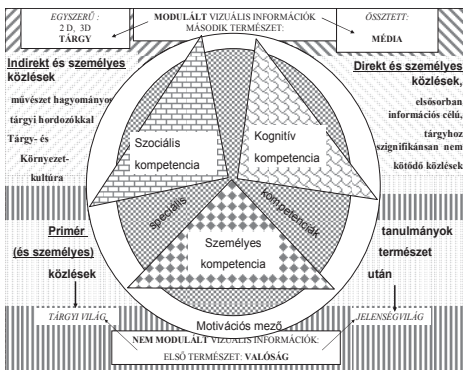 EGYSZERŰ :
2 D, 3D
TÁRGY
MODULÁLT VIZUÁLIS INFORMÁCIÓK
MÁSODIK TERMÉSZET:
ÖSSZTETT:
MÉDIA
Indirekt és személyes
közlések
művészet hagyományos
tárgyi hordozókkal
Tárgy- és
Környezet-
kultúra
Direkt és személyes
közlések,
elsősorban
információs célú,
tárgyhoz
szignifikánsan nem
kötődő közlések
Szociális
kompetencia
Kognitív
kompetencia
speciális
kompetenciák
Személyes
kompetencia
Primér
(és személyes)
közlések
tanulmányok
természet
után
TÁRGYI VILÁG
JELENSÉGVILÁG
Motivációs mező
NEM MODULÁLT VIZUÁLIS INFORMÁCIÓK:
ELSŐ TERMÉSZET: VALÓSÁG